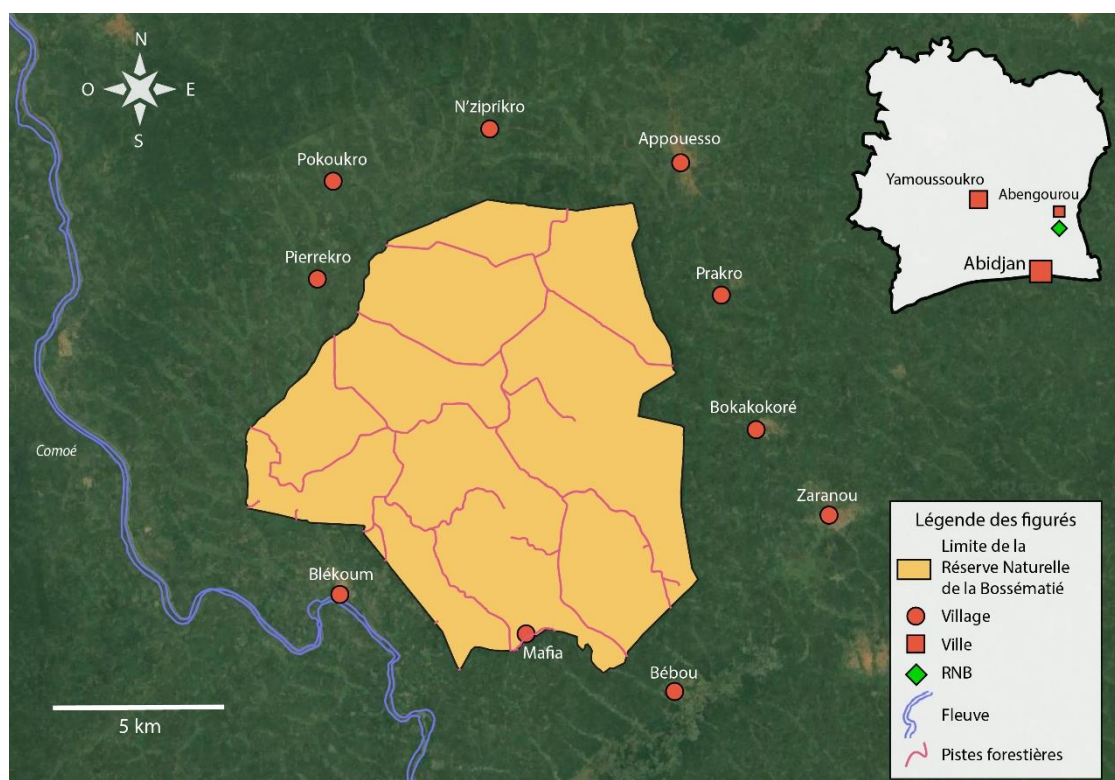 N
O
E
S
N'ziprikro
Appouesso
Pokoukro
Pierrekro
Prakro
Bokakokoré
Comoé
Zaranou
Blékoum
Mafia
Bébou
5 km
Yamoussoukro
Abengourou
Abidjan
Légende des figurés
Limite de la
Réserve Naturelle
de la Bossématié
Village
Ville
RNB
Fleuve
Pistes forestières